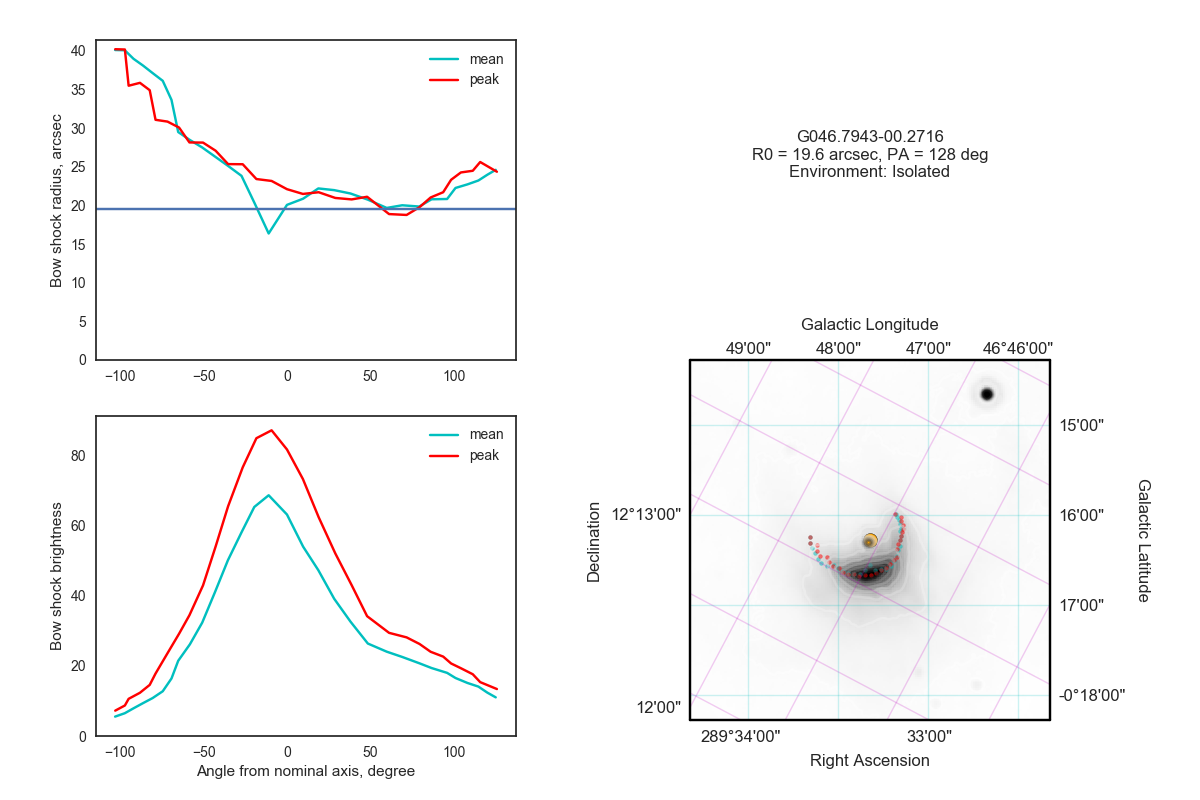 40
35
30
25
20
15
10
5
0
Bow shock radius, arcsec
mean
peak
−100
−50
0
50
100
80
60
40
20
0
Bow shock brightness
mean
peak
−100
−50
0
50
100
Angle from nominal axis, degree
G046.7943-00.2716
R0 = 19.6 arcsec, PA = 128 deg
Environment: Isolated
Galactic Longitude
49'00" 48'00" 47'00" 46°46'00"
15'00"
16'00"
17'00"
-0°18'00"
Galactic Latitude
12°13'00"
12'00"
Declination
289°34'00" 33'00"
Right Ascension